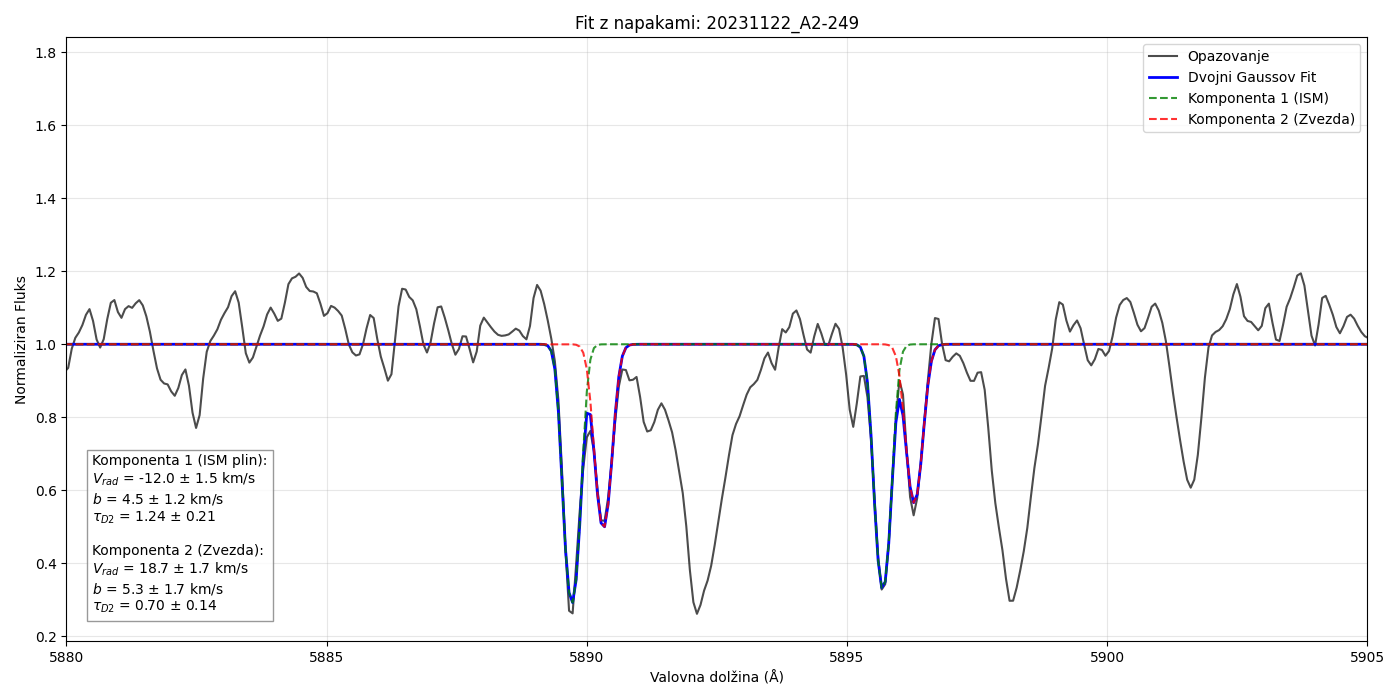 Fit z napakami: 20231122_A2-249
Normaliziran Fluks
1.8
1.6
1.4
1.2
1.0
0.8
0.6
0.4
0.2
Opazovanje
Dvojni Gaussov Fit
Komponenta 1 (ISM)
Komponenta 2 (Zvezda)
Komponenta 1 (ISM plin):
V_rad = -12.0 ± 1.5 km/s
b = 4.5 ± 1.2 km/s
τ_D2 = 1.24 ± 0.21
Komponenta 2 (Zvezda):
V_rad = 18.7 ± 1.7 km/s
b = 5.3 ± 1.7 km/s
τ_D2 = 0.70 ± 0.14
5880 5885 5890 5895 5900 5905
Valovna dolžina (Å)